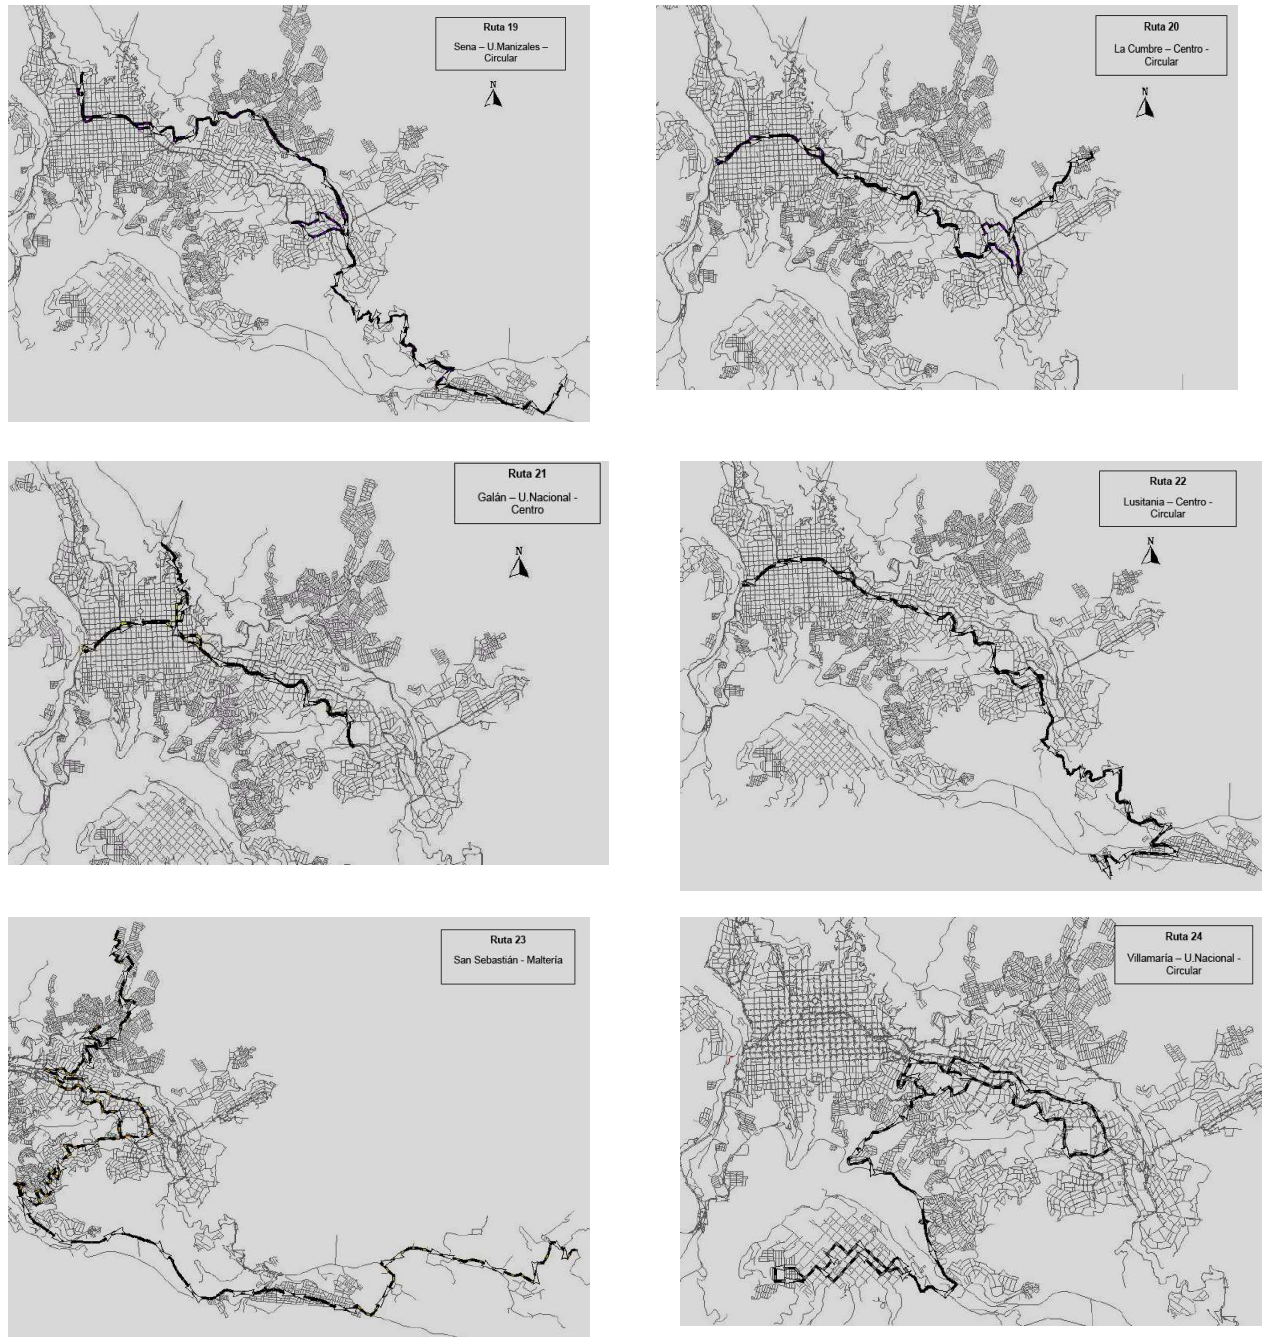 Ruta 19
Sena – U.Manizales –
Circular
N
Ruta 20
La Cumbre – Centro -
Circular
N
Ruta 21
Galán – U.Nacional -
Centro
N
Ruta 22
Lusitania – Centro -
Circular
N
Ruta 23
San Sebastián - Maltería
Ruta 24
Villamaría – U.Nacional -
Circular